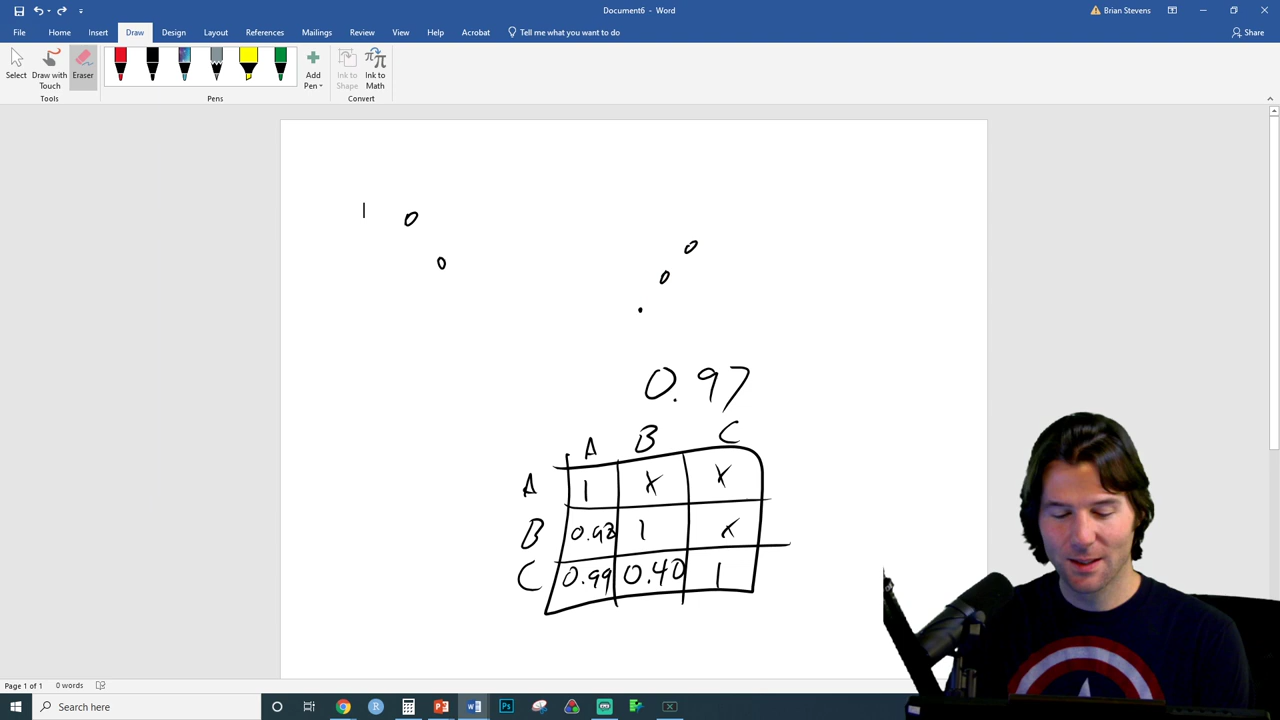 Document6 - Word
Brian Stevens
File Home Insert Draw Design Layout References Mailings Review View Help Acrobat Tell me what you want to do Share
Select
Draw with Touch
Eraser
Add Pen
Ink to Shape
Ink to Math
Tools Pens Convert
0.97
A B C
A 1 X X
B 0.98 1 X
C 0.99 0.40 1
Page 1 of 1 0 words
Search here